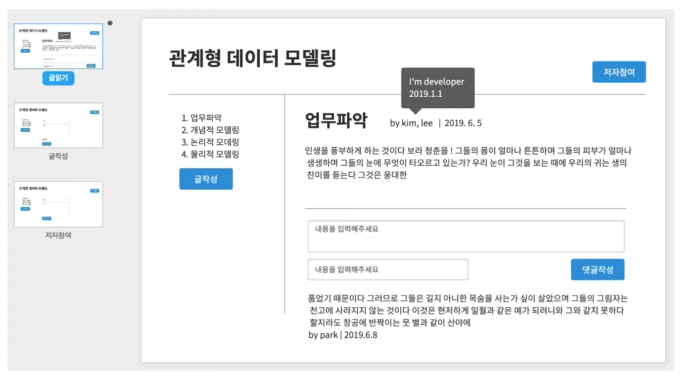 글읽기
글작성
저자참여
관계형 데이터 모델링
저자참여
I'm developer
2019.1.1
1. 업무파악
2. 개념적 모델링
3. 논리적 모데링
4. 물리적 모델링
글작성
업무파악
by kim, lee | 2019. 6. 5
인생을 풍부하게 하는 것이다 보라 청춘을 ! 그들의 몸이 얼마나 튼튼하며 그들의 피부가 얼마나
생생하며 그들의 눈에 무엇이 타오르고 있는가? 우리 눈이 그것을 보는 때에 우리의 귀는 생의
찬미를 듣는다 그것은 웅대한
내용을 입력해주세요
내용을 입력해주세요
댓글작성
품었기 때문이다 그러므로 그들은 길지 아니한 목숨을 사는가 싶이 살았으며 그들의 그림자는
천고에 사라지지 않는 것이다 이것은 현저하게 일월과 같은 예가 되려니와 그와 같지 못하다
할지라도 창공에 반짝이는 뭇 별과 같이 산야에
by park | 2019.6.8